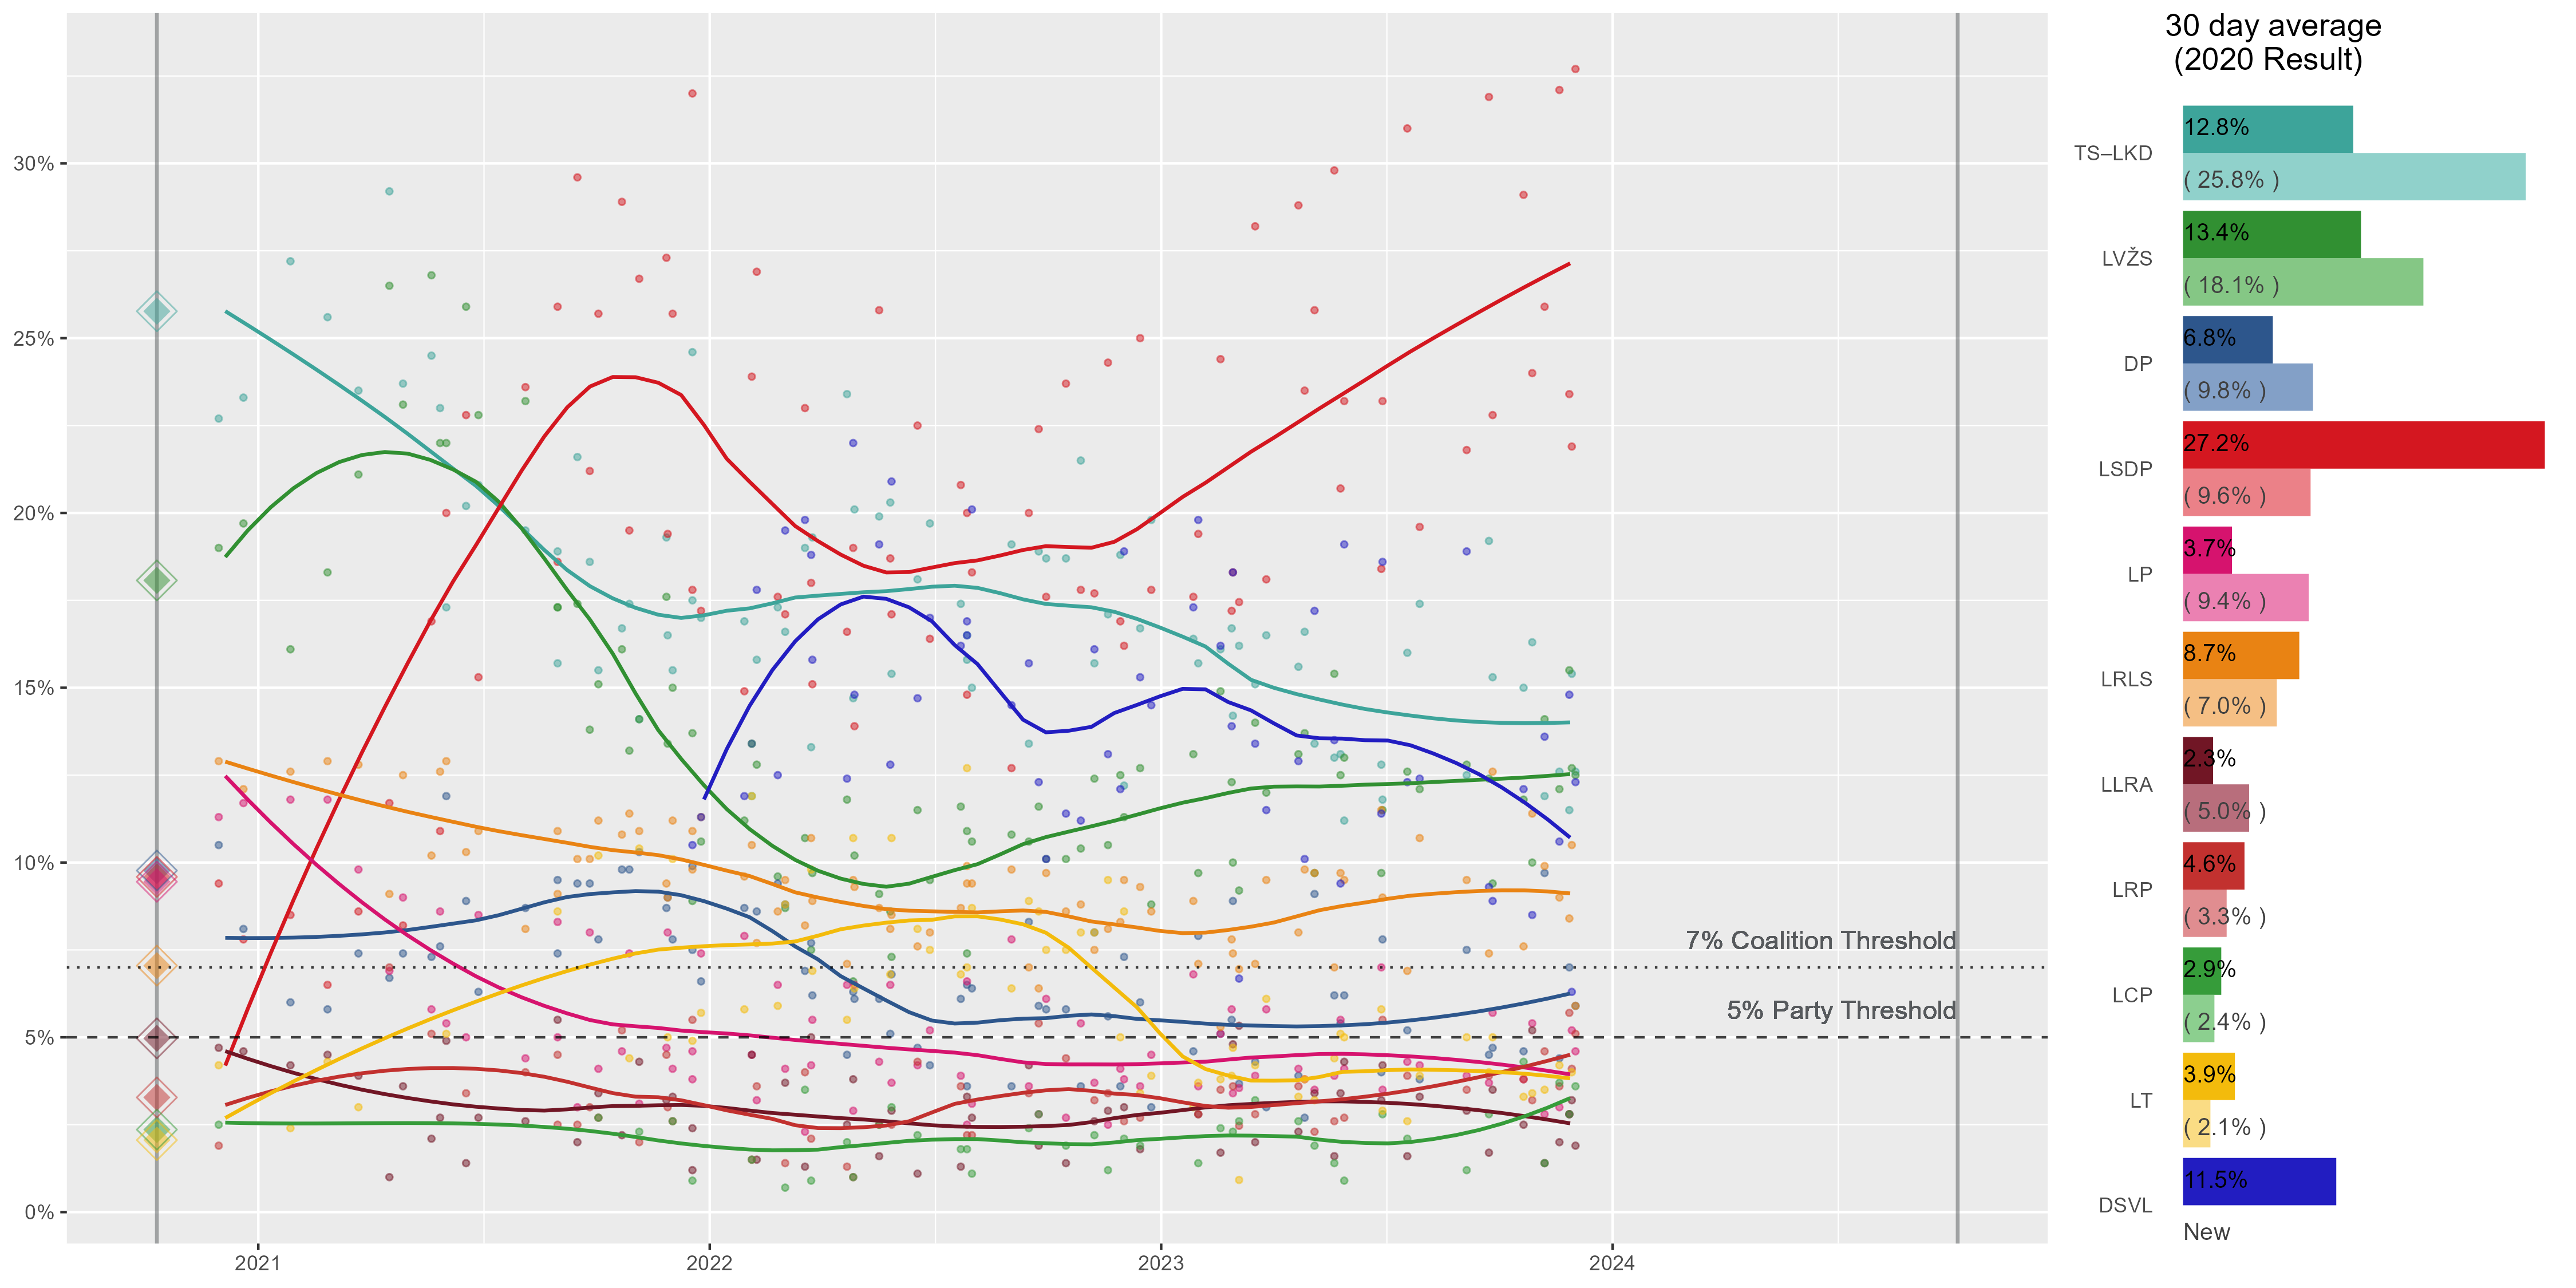 30 day average
(2020 Result)
30%
25%
20%
15%
10%
5%
0%
7% Coalition Threshold
5% Party Threshold
2021
2022
2023
2024
TS–LKD
12.8%
( 25.8% )
LVŽS
13.4%
( 18.1% )
DP
6.8%
( 9.8% )
LSDP
27.2%
( 9.6% )
LP
3.7%
( 9.4% )
LRLS
8.7%
( 7.0% )
LLRA
2.3%
( 5.0% )
LRP
4.6%
( 3.3% )
LCP
2.9%
( 2.4% )
LT
3.9%
( 2.1% )
DSVL
11.5%
New